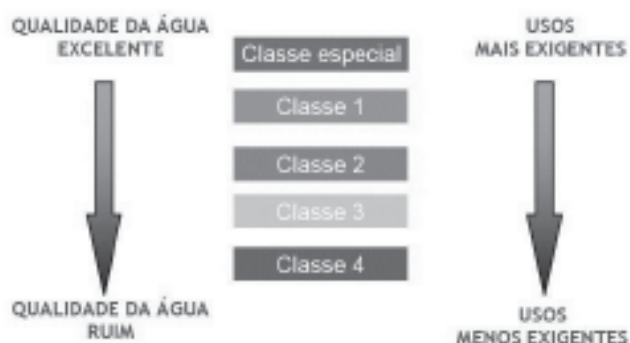 QUALIDADE DA ÁGUA
EXCELENTE
USOS
MAIS EXIGENTES
Classe especial
Classe 1
Classe 2
Classe 3
Classe 4
QUALIDADE DA ÁGUA
RUIM
USOS
MENOS EXIGENTES